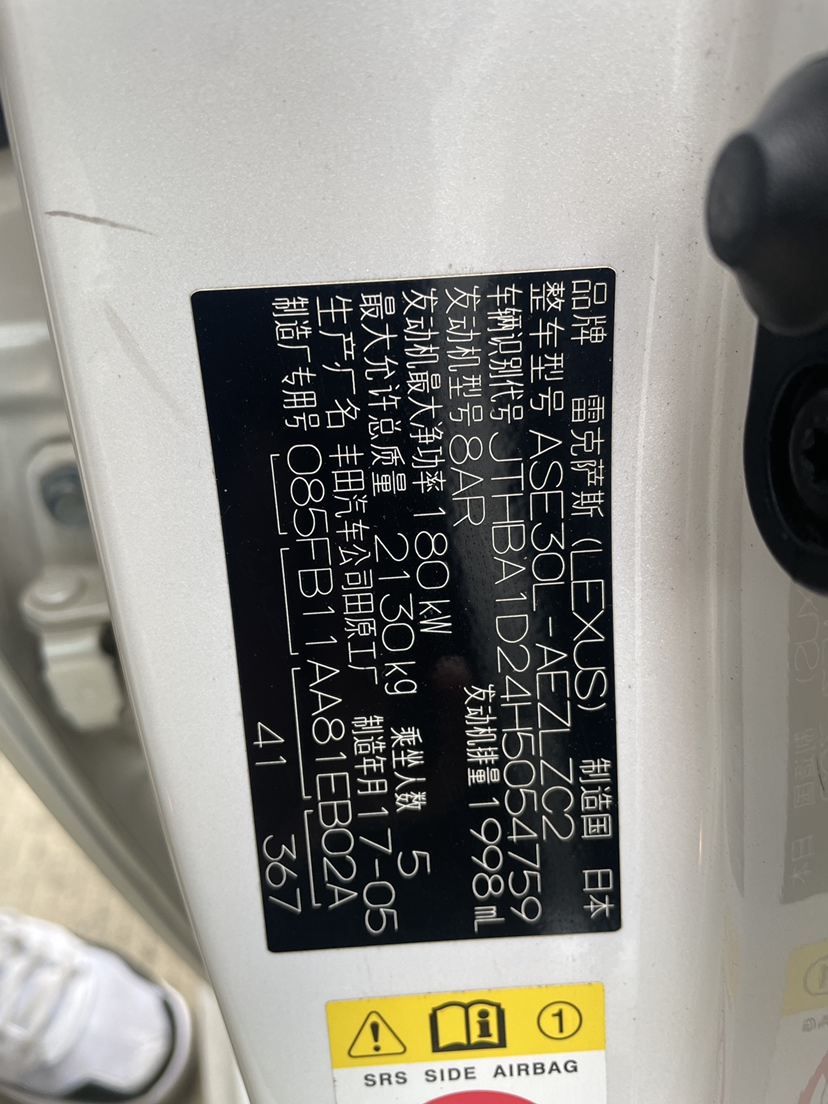 品牌 雷克萨斯 (LEXUS) 制造国 日本
整车型号 ASE30L-AEZLZC2
车辆识别代号 JTHBA1D24H5054759
发动机型号 8AR 发动机排量 1998 mL
发动机最大净功率 180 kW
最大允许总质量 2130 kg 乘坐人数 5
生产厂名 丰田汽车公司田原工厂 制造年月 17-05
制造厂专用号 085FB11AA81EB02A
41 367
1
SRS SIDE AIRBAG